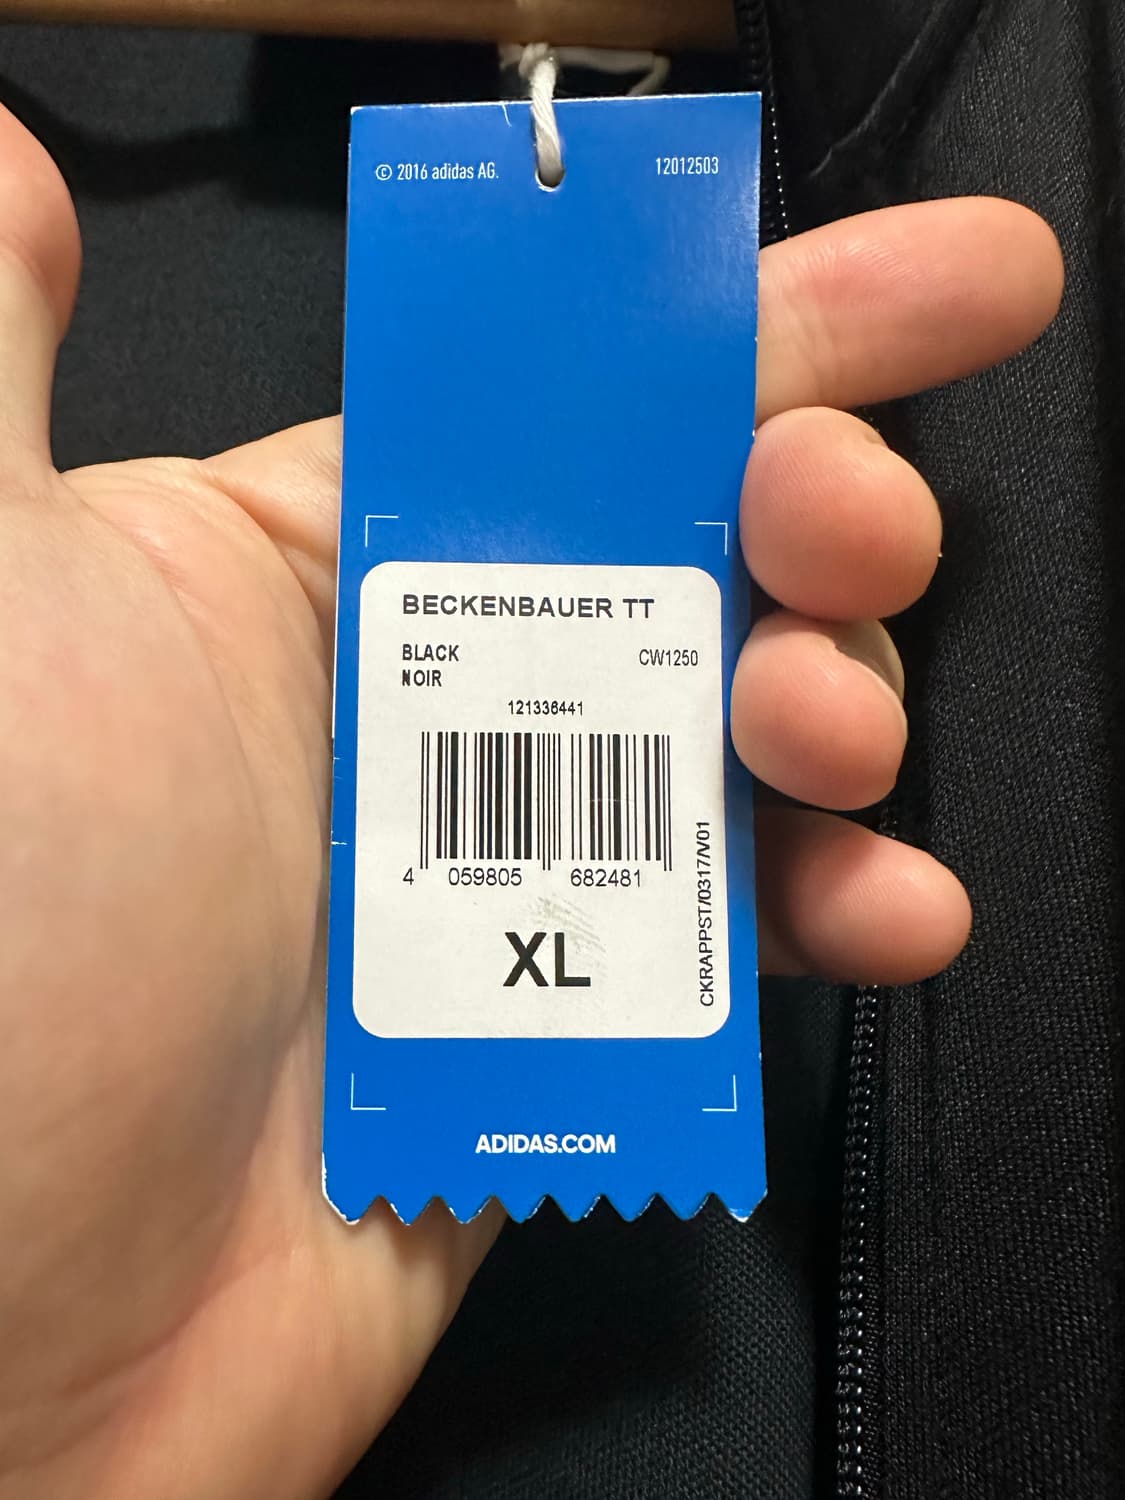 © 2016 adidas AG.
12012503
BECKENBAUER TT
BLACK
CW1250
NOIR
121336441
4 059805 682481
CKRAPPST/0317/V01
XL
ADIDAS.COM